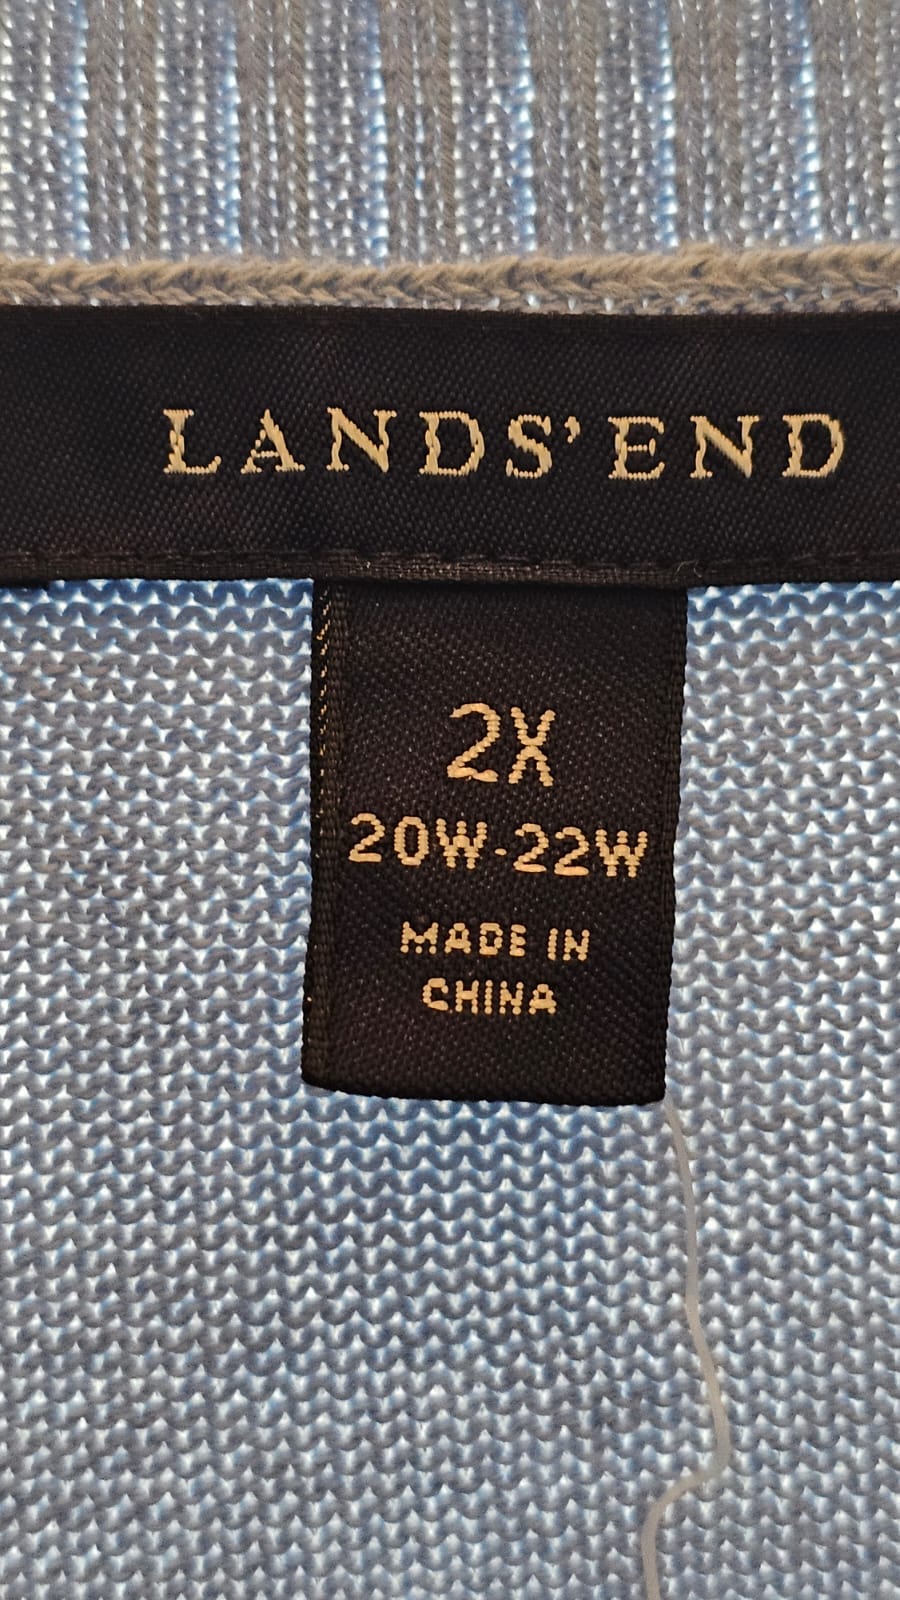 LANDS' END
2X
20W-22W
MADE IN
CHINA